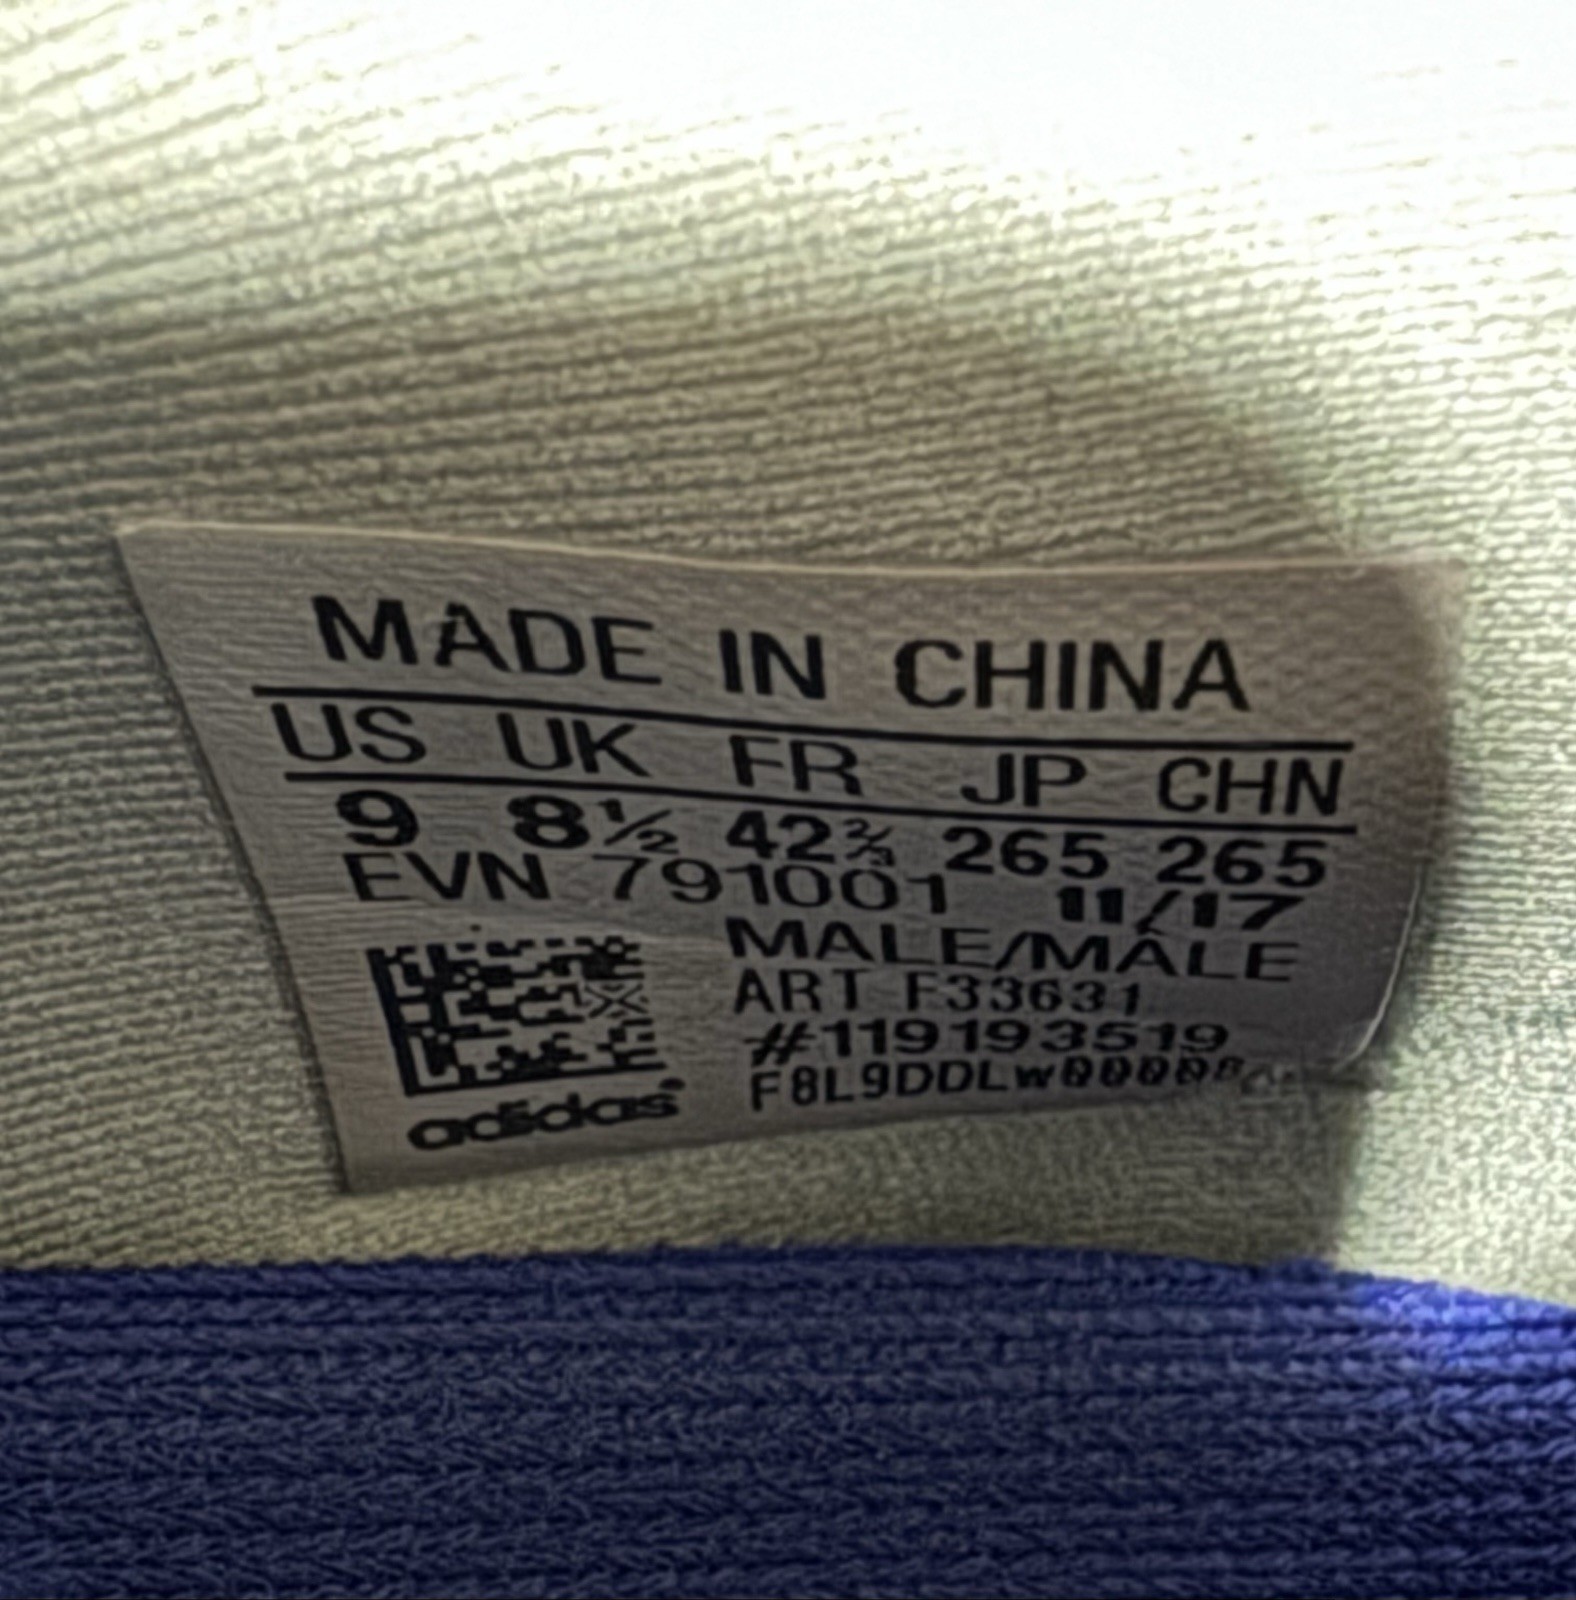 MADE IN CHINA
US UK FR JP CHN
9 8½ 42⅔ 265 265
EVN 791001 11/17
MALE/MÂLE
ART F33631
#119193519
adidas